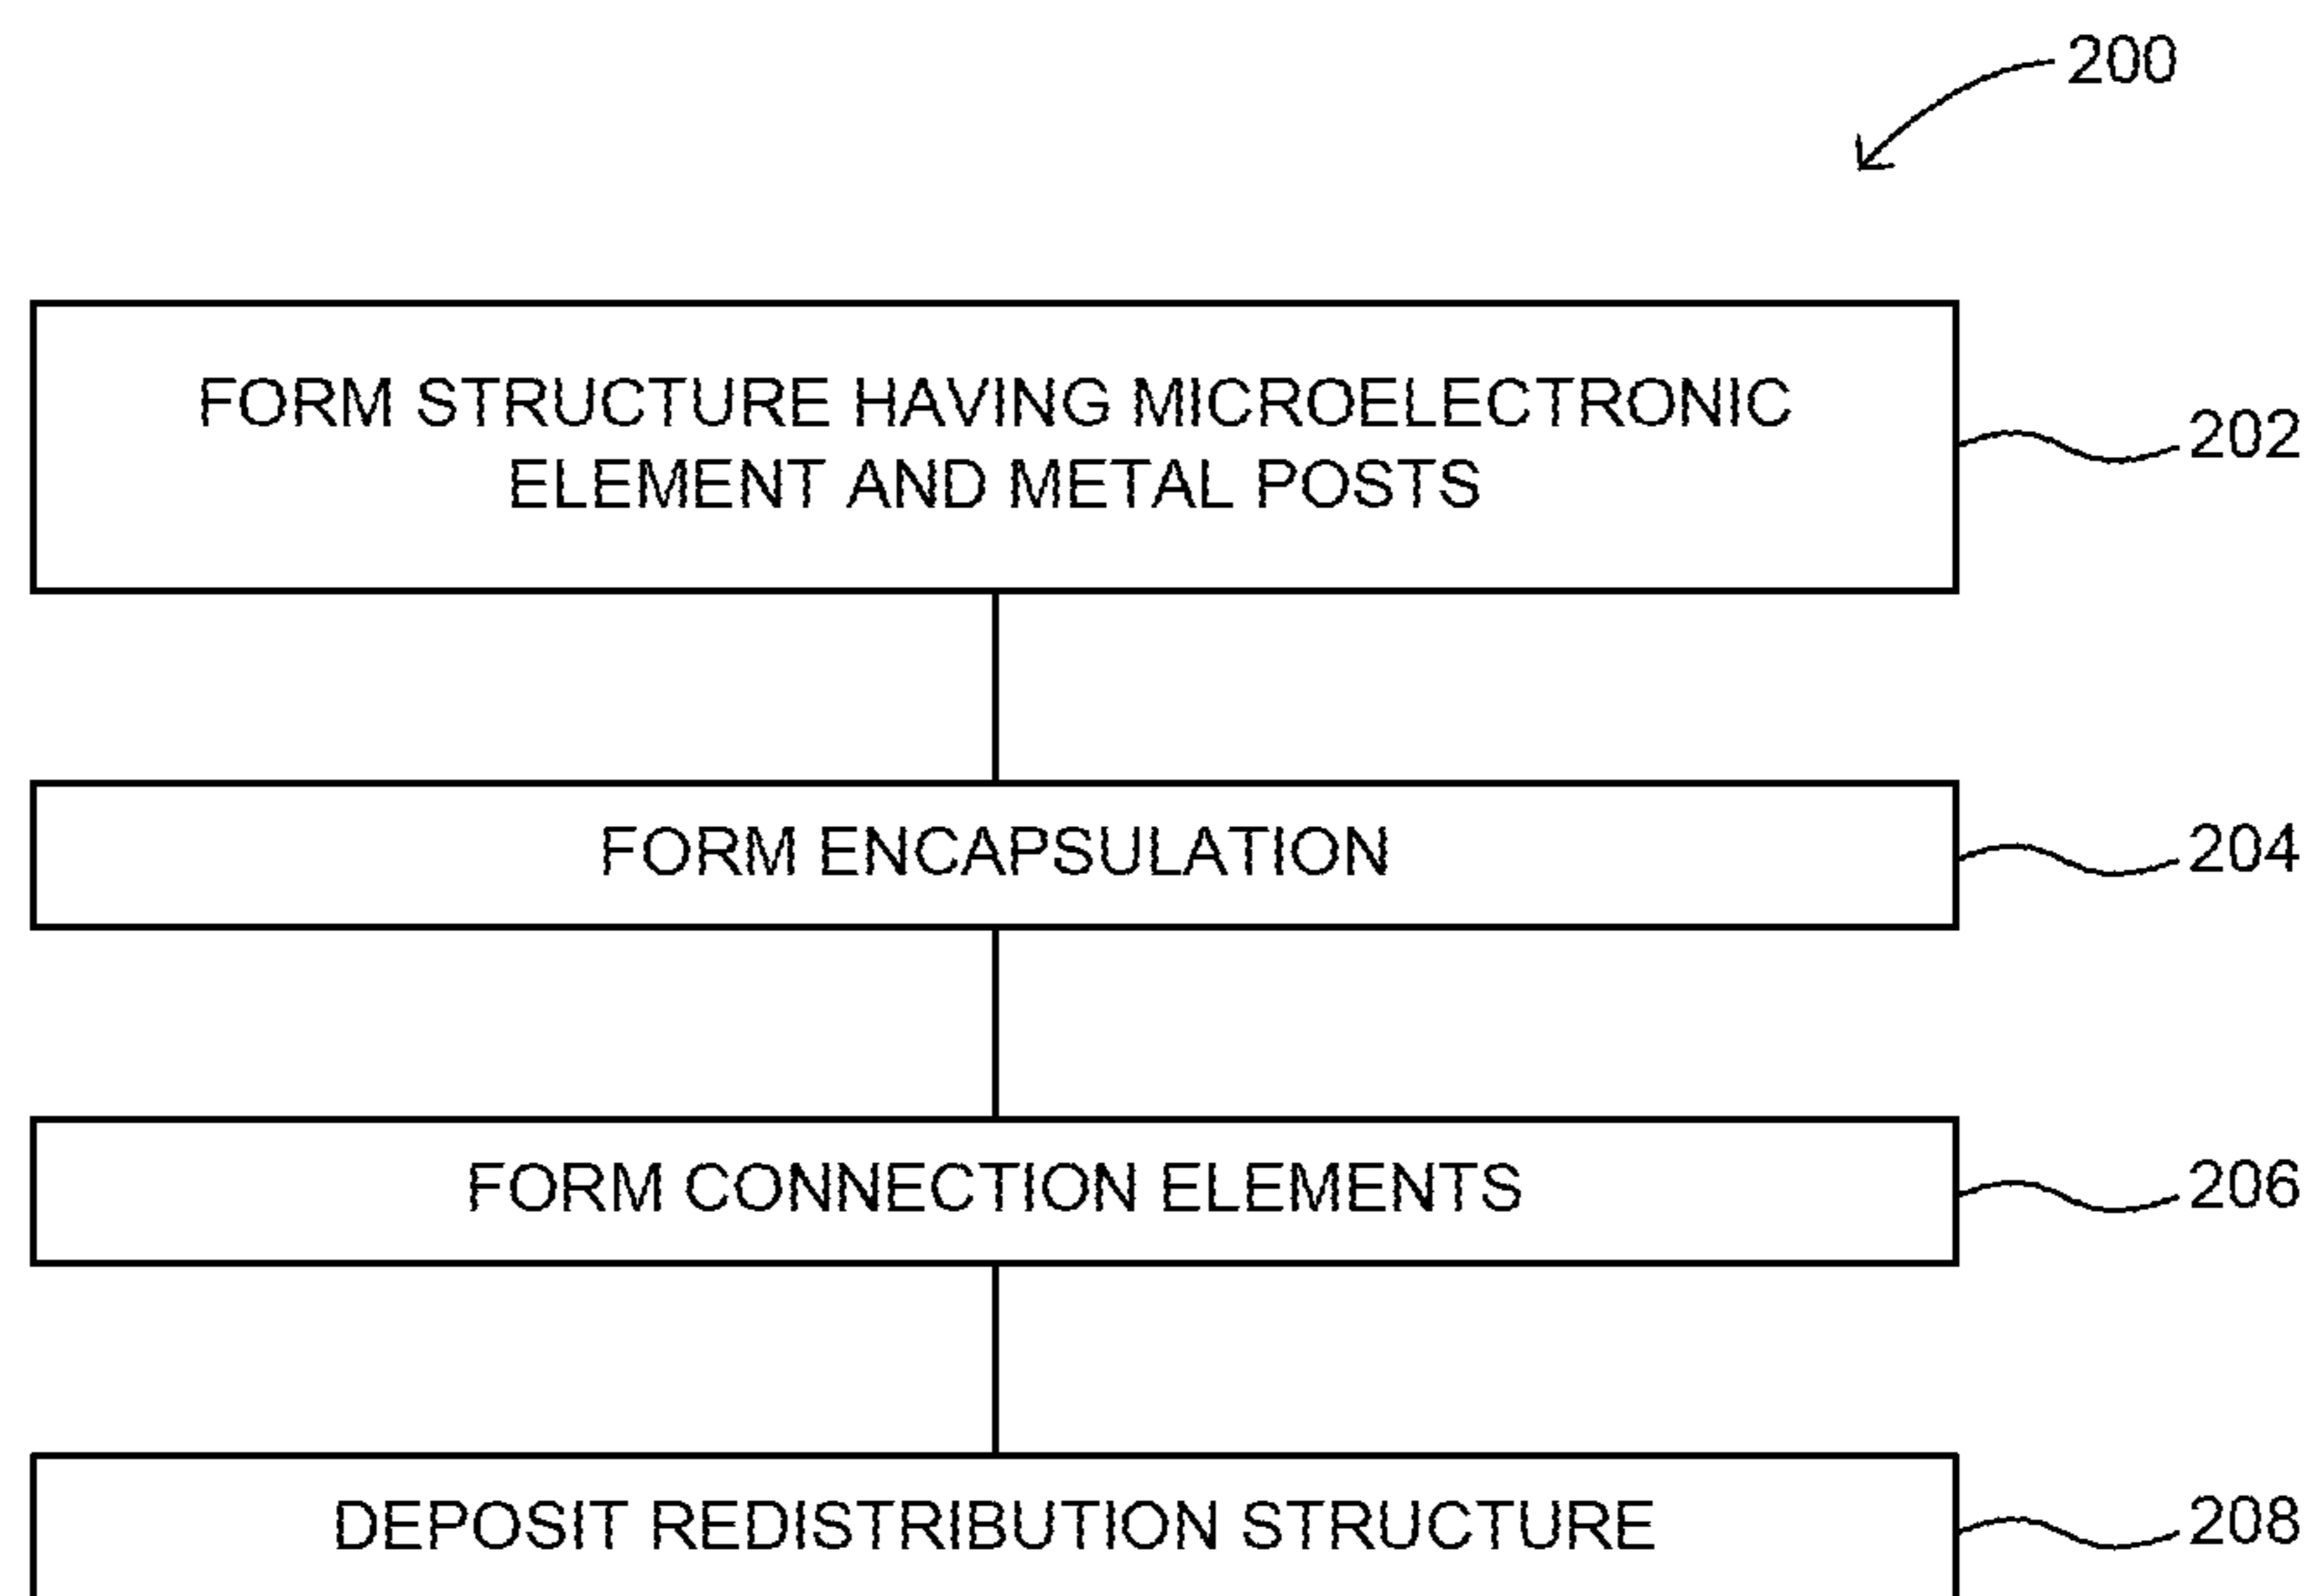 200
FORM STRUCTURE HAVING MICROELECTRONIC
ELEMENT AND METAL POSTS
202
FORM ENCAPSULATION
204
FORM CONNECTION ELEMENTS
206
DEPOSIT REDISTRIBUTION STRUCTURE
208